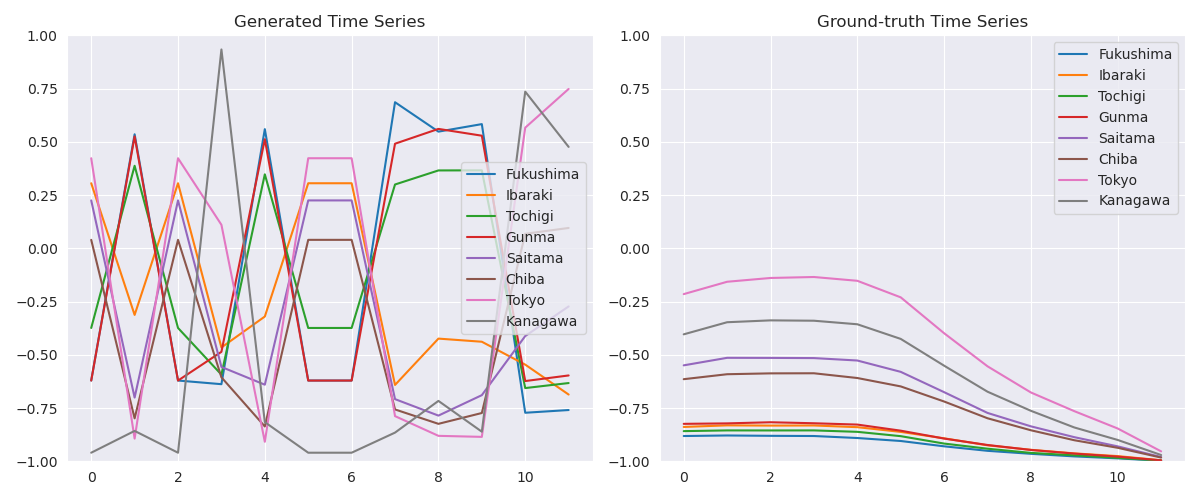 Generated Time Series
1.00
0.75
0.50
0.25
0.00
−0.25
−0.50
−0.75
−1.00
0 2 4 6 8 10
Fukushima
Ibaraki
Tochigi
Gunma
Saitama
Chiba
Tokyo
Kanagawa
Ground-truth Time Series
1.00
0.75
0.50
0.25
0.00
−0.25
−0.50
−0.75
−1.00
0 2 4 6 8 10
Fukushima
Ibaraki
Tochigi
Gunma
Saitama
Chiba
Tokyo
Kanagawa